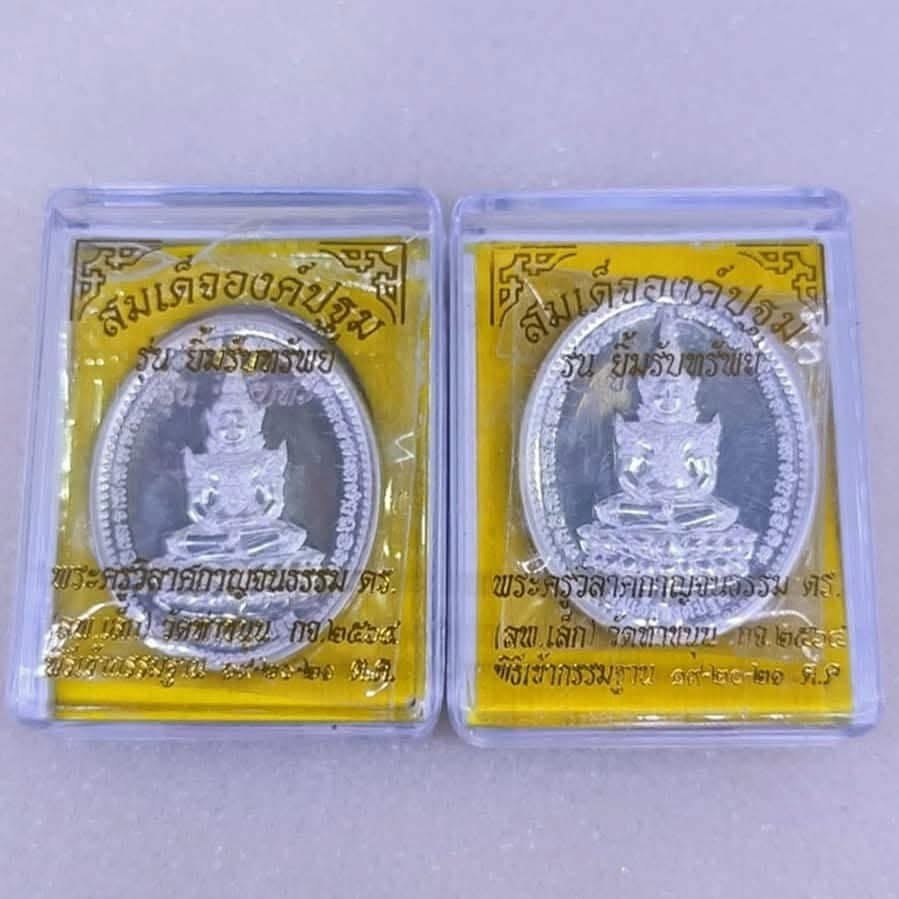 สมเด็จองค์ปฐม
รุ่น ยิ้มรับทรัพย์
พระครูวิลาศกาญจนธรรม ดร.
(ลพ.เล็ก) วัดท่าขนุน กจ.๒๕๖๔
พิธีเข้ากรรมฐาน ๑๙-๒๐-๒๑ ต.ค.
สมเด็จองค์ปฐม
รุ่น ยิ้มรับทรัพย์
พระครูวิลาศกาญจนธรรม ดร.
(ลพ.เล็ก) วัดท่าขนุน กจ.๒๕๖๔
พิธีเข้ากรรมฐาน ๑๙-๒๐-๒๑ ต.ค